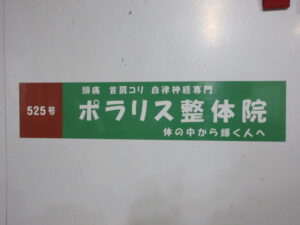 525号
頭痛 首肩コリ 自律神経専門
ポラリス整体院
体の中から輝く人へ